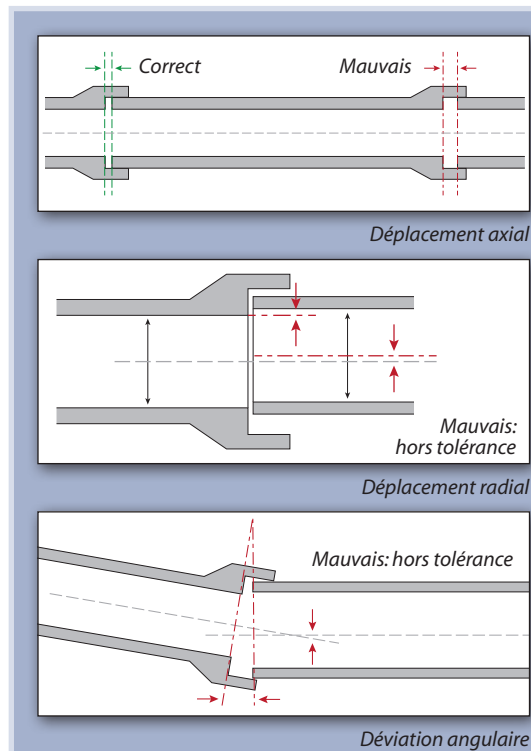 Correct
Mauvais
Déplacement axial
Mauvais:
hors tolérance
Déplacement radial
Mauvais: hors tolérance
Déviation angulaire